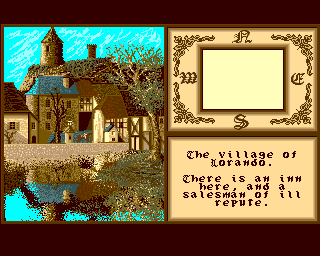 N
W E
S
The village of
Lorando.
There is an inn
here, and a
salesman of ill
repute.